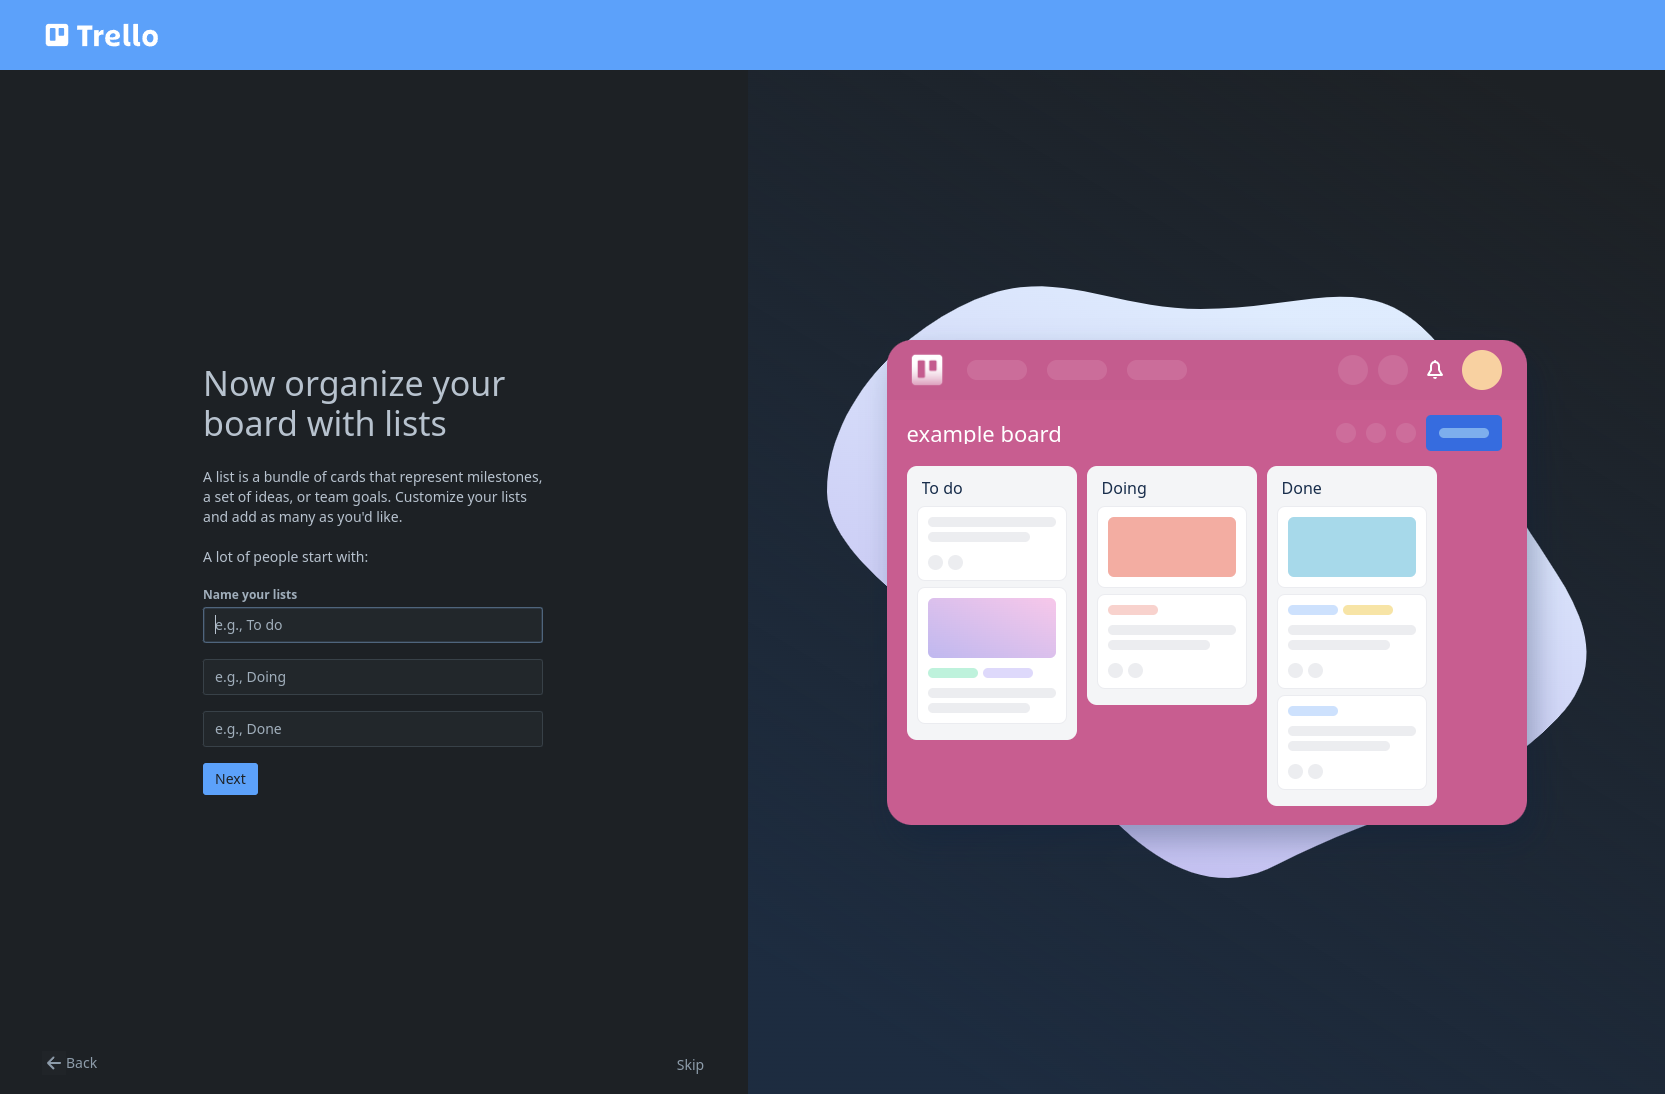 Trello
Now organize your
board with lists
A list is a bundle of cards that represent milestones,
a set of ideas, or team goals. Customize your lists
and add as many as you'd like.
A lot of people start with:
Name your lists
e.g., To do
e.g., Doing
e.g., Done
Next
Back
Skip
example board
To do
Doing
Done